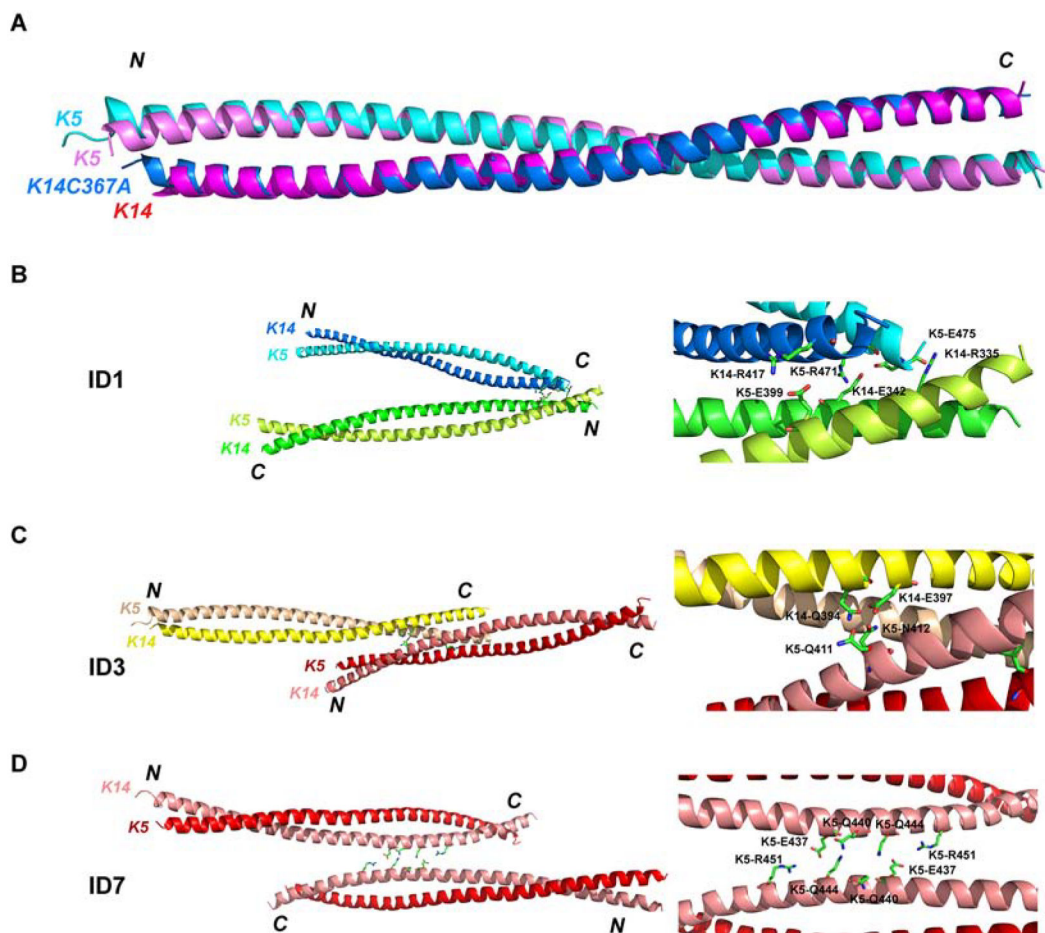 A
N
C
K5
K5
K14C367A
K14
B
N
K14
K5
C
ID1
K5
K14
N
C
K5-E475
K14-R335
K14-R417
K5-R471
K5-E399
K14-E342
C
N
K5
K14
C
ID3
K5
K14
N
C
K14-E397
K14-Q394
K5-N412
K5-Q411
D
N
K14
K5
C
ID7
C
N
K5-Q440
K5-Q444
K5-E437
K5-R451
K5-R451
K5-E437
K5-Q444
K5-Q440